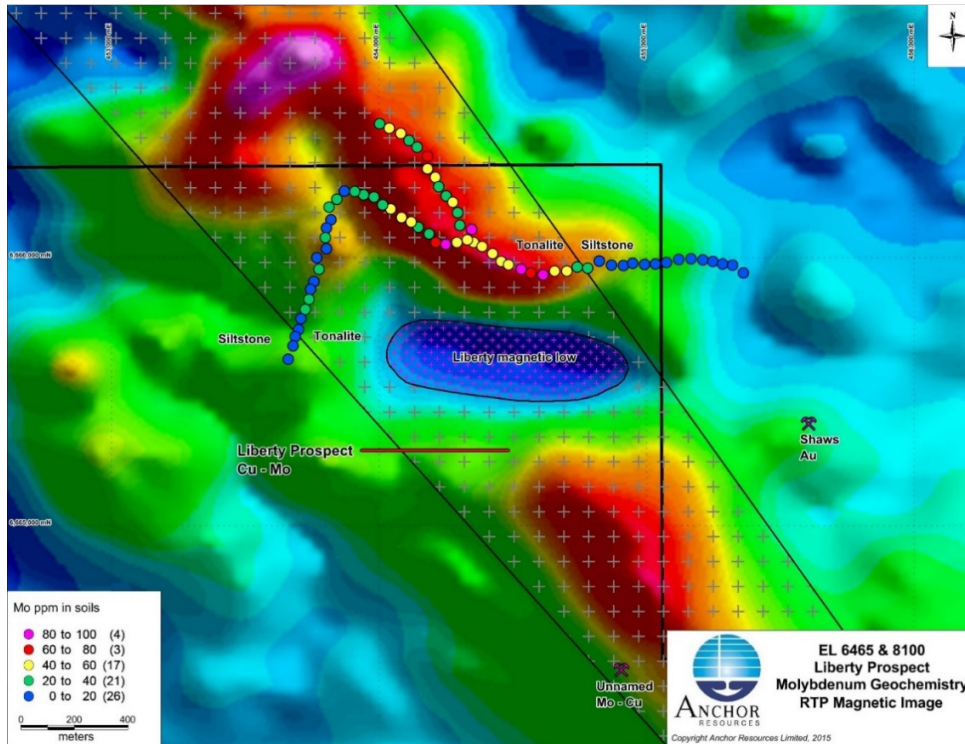 N
454,000 mE
Tonalite Siltstone
Siltstone
Tonalite
Liberty magnetic low
Shaws
Au
Liberty Prospect
Cu - Mo
Unnamed
Mo - Cu
Mo ppm in soils
80 to 100 (4)
60 to 80 (3)
40 to 60 (17)
20 to 40 (21)
0 to 20 (26)
0 200 400
meters
ANCHOR
RESOURCES
EL 6465 & 8100
Liberty Prospect
Molybdenum Geochemistry
RTP Magnetic Image
Copyright Anchor Resources Limited, 2015